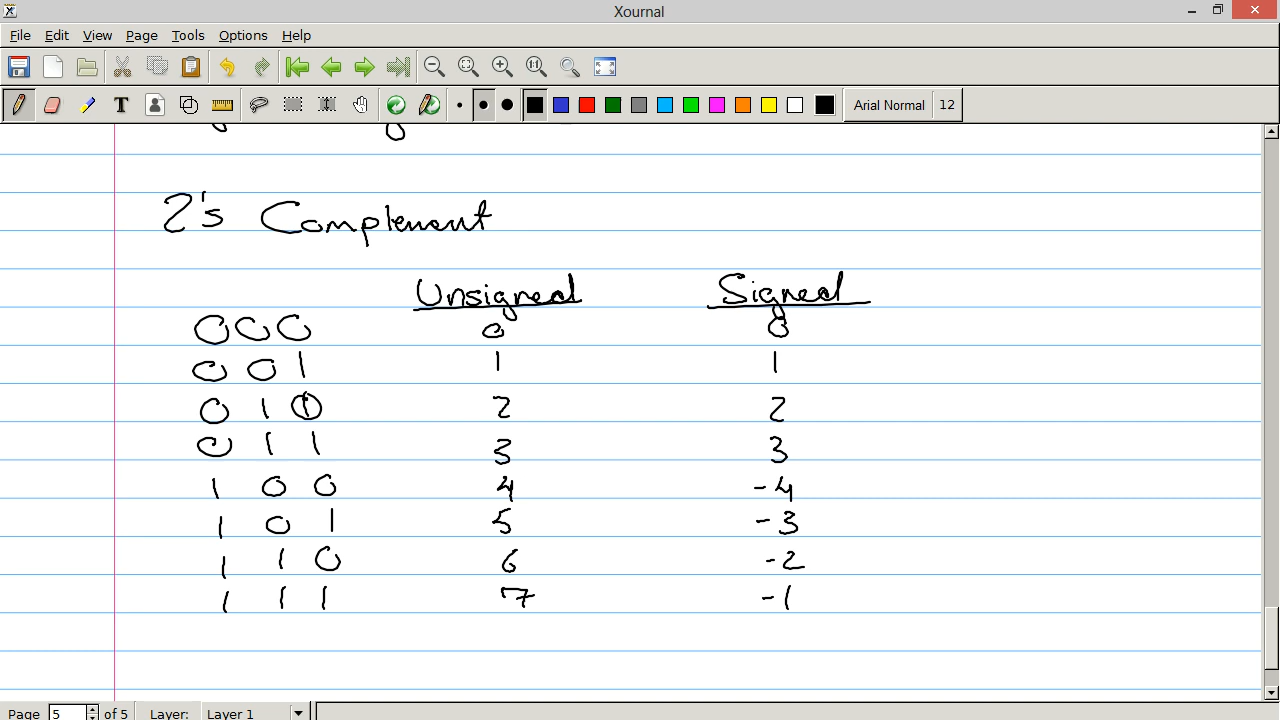 Xournal
File Edit View Page Tools Options Help
Arial Normal 12
2's Complement
Unsigned Signed
000 0 0
001 1 1
010 2 2
011 3 3
100 4 -4
101 5 -3
110 6 -2
111 7 -1
Page 5 of 5 Layer: Layer 1